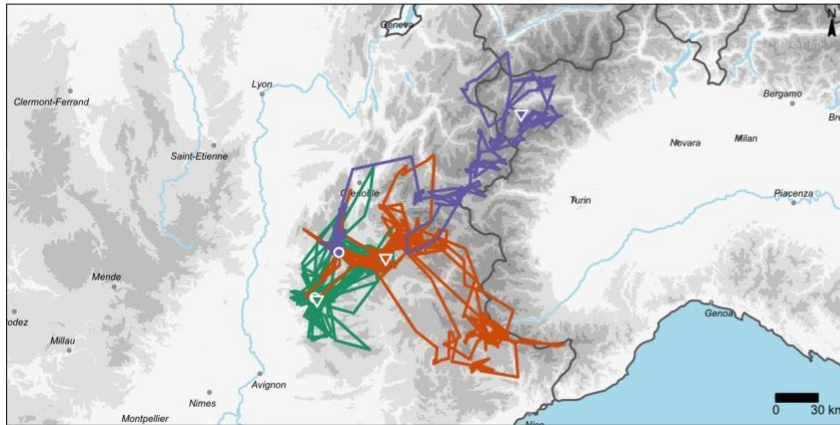 N
Geneva
Lyon
Clermont-Ferrand
Bergamo
Saint-Etienne
Novara
Milan
Grenoble
Turin
Piacenza
Mende
Genoa
Millau
Avignon
Nimes
Montpellier
0 30 km